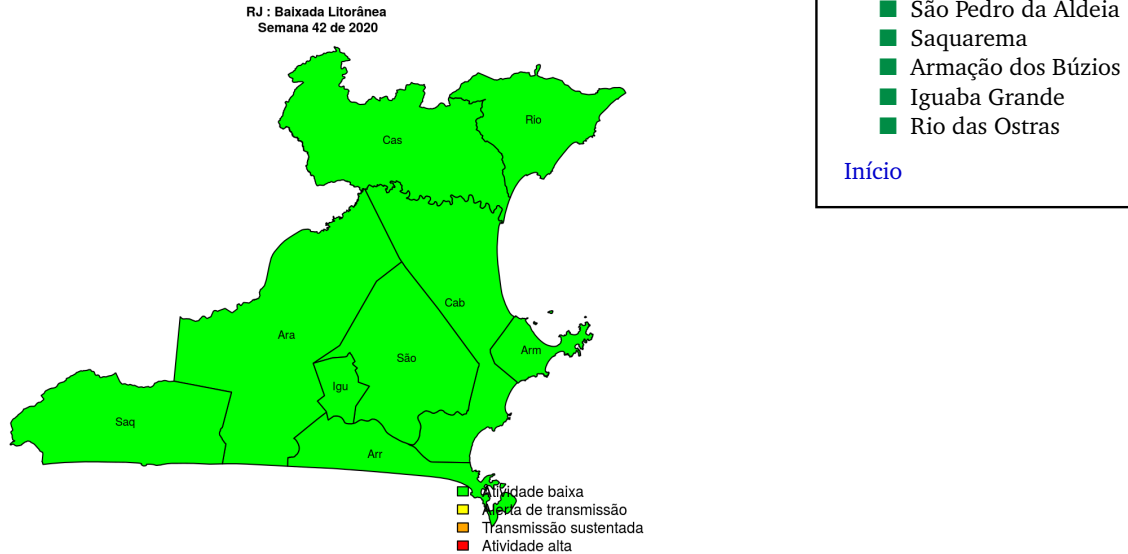 RJ : Baixada Litorânea
Semana 42 de 2020
Rio
Cas
Cab
Ara
Arm
São
Igu
Saq
Arr
Atividade baixa
Alerta de transmissão
Transmissão sustentada
Atividade alta
São Pedro da Aldeia
Saquarema
Armação dos Búzios
Iguaba Grande
Rio das Ostras
Início